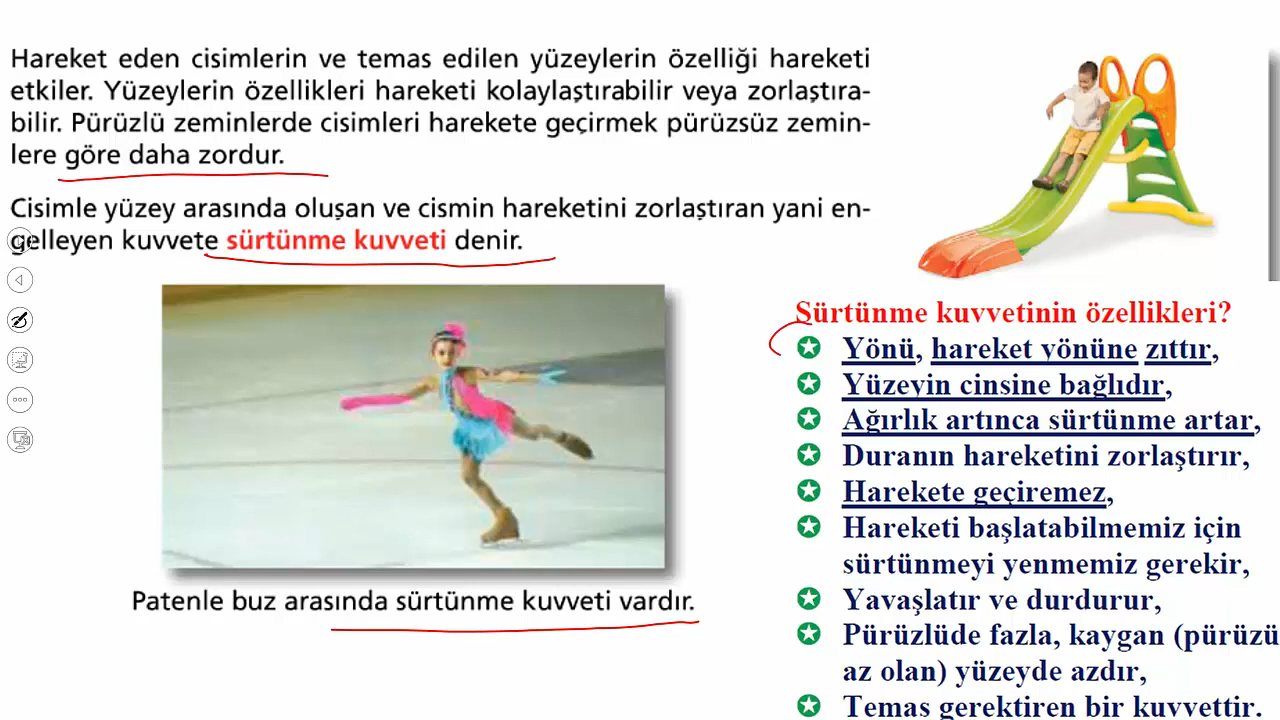 Hareket eden cisimlerin ve temas edilen yüzeylerin özelliği hareketi
etkiler. Yüzeylerin özellikleri hareketi kolaylaştırabilir veya zorlaştıra-
bilir. Pürüzlü zeminlerde cisimleri harekete geçirmek pürüzsüz zemin-
lere göre daha zordur.
Cisimle yüzey arasında oluşan ve cismin hareketini zorlaştıran yani en-
gelleyen kuvvete sürtünme kuvveti denir.
Patenle buz arasında sürtünme kuvveti vardır.
Sürtünme kuvvetinin özellikleri?
Yönü, hareket yönüne zıttır,
Yüzeyin cinsine bağlıdır,
Ağırlık artınca sürtünme artar,
Duranın hareketini zorlaştırır,
Harekete geçiremez,
Hareketi başlatabilmemiz için
sürtünmeyi yenmemiz gerekir,
Yavaşlatır ve durdurur,
Pürüzlüde fazla, kaygan (pürüzü
az olan) yüzeyde azdır,
Temas gerektiren bir kuvvettir.